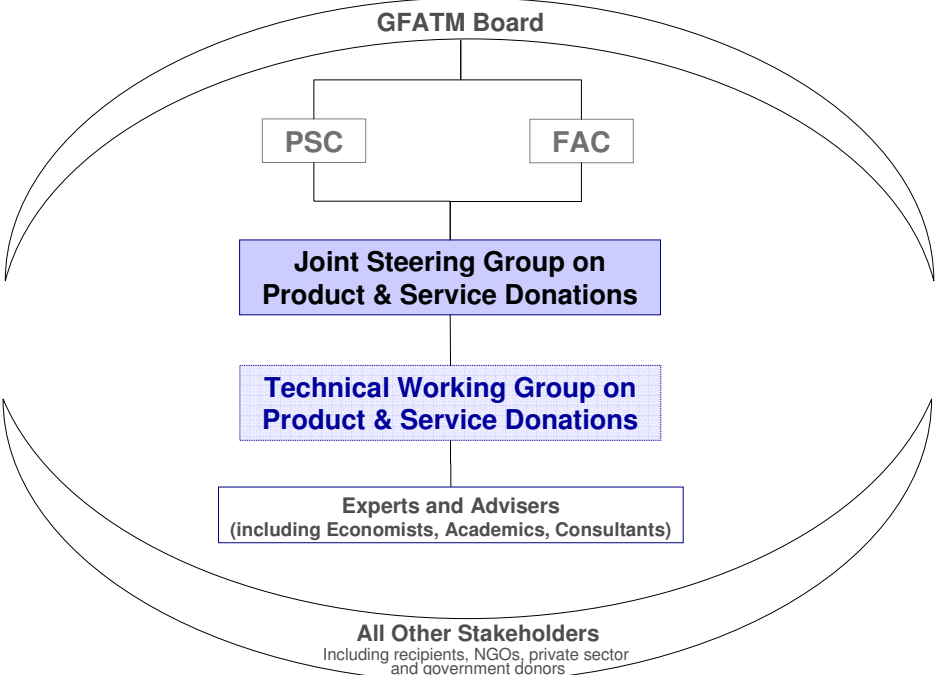 GFATM Board
PSC
FAC
Joint Steering Group on
Product & Service Donations
Technical Working Group on
Product & Service Donations
Experts and Advisers
(including Economists, Academics, Consultants)
All Other Stakeholders
Including recipients, NGOs, private sector
and government donors